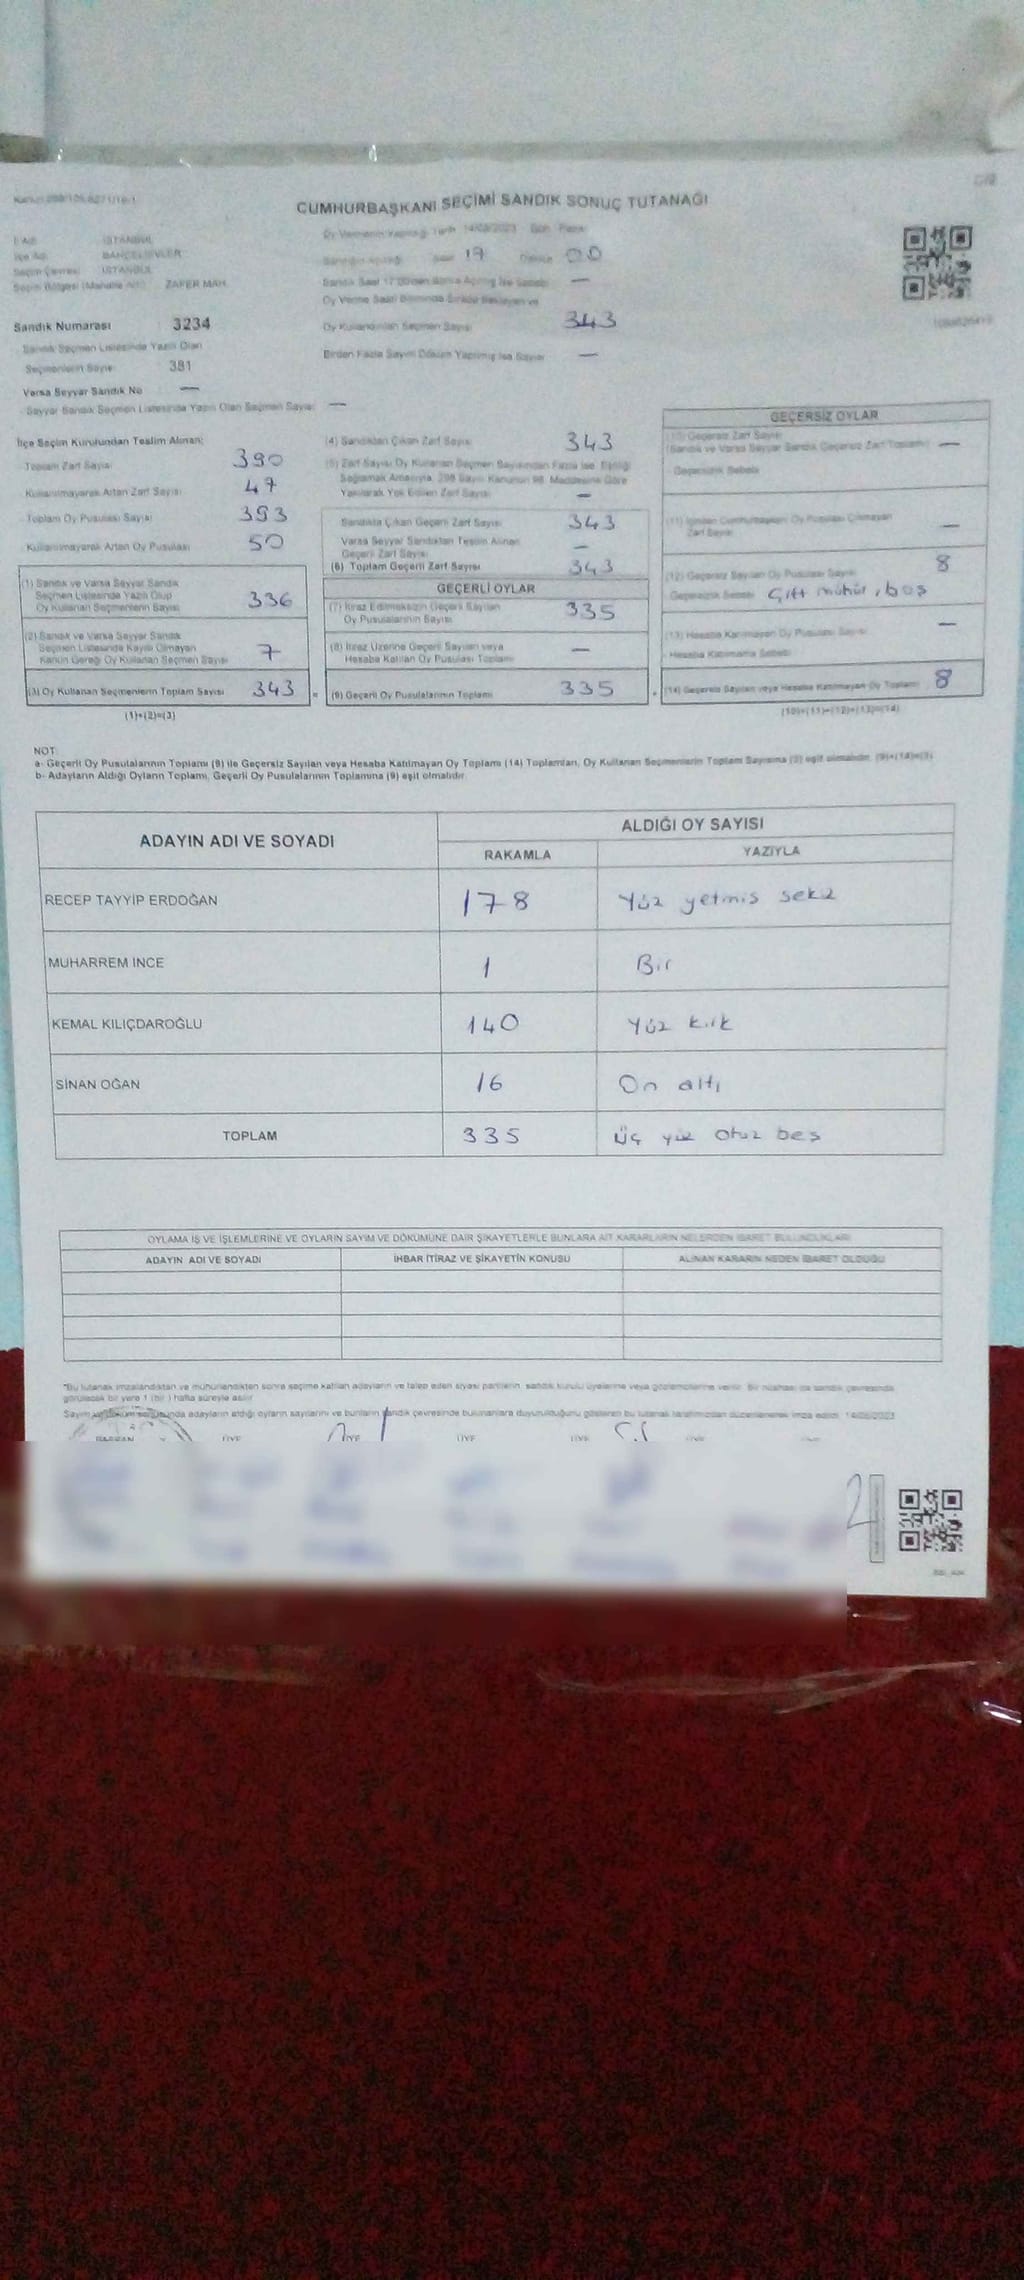 CUMHURBAŞKANI SEÇİMİ SANDIK SONUÇ TUTANAĞI
Oy Vermenin Yapıldığı Tarih 14/05/2023 Gün Pazar
İSTANBUL
BAHÇELİEVLER
Seçim Çevresi İSTANBUL
Seçim Bölgesi (Mahalle Adı) ZAFER MAH.
Saat 17 00
Sandık Saat 17:00'den Sonra Açılmış İse Sebebi —
Oy Verme Saati Bitiminde Sırada Bekleyen ve
Oy Kullandırılan Seçmen Sayısı 343
Birden Fazla Sayım Döküm Yapılmış İse Sayısı —
Sandık Numarası 3234
Sandık Seçmen Listesinde Yazılı Olan
Seçmenlerin Sayısı 381
Varsa Seyyar Sandık No —
Seyyar Sandık Seçmen Listesinde Yazılı Olan Seçmen Sayısı —
İlçe Seçim Kurulundan Teslim Alınan:
Toplam Zarf Sayısı 390
Kullanılmayarak Artan Zarf Sayısı 47
Toplam Oy Pusulası Sayısı 393
Kullanılmayarak Artan Oy Pusulası 50
(1) Sandık ve Varsa Seyyar Sandık
Seçmen Listesinde Yazılı Olup
Oy Kullanan Seçmenlerin Sayısı 336
(2) Sandık ve Varsa Seyyar Sandık
Seçmen Listesinde Kayıtlı Olmayan
Kanun Gereği Oy Kullanan Seçmen Sayısı 7
(3) Oy Kullanan Seçmenlerin Toplam Sayısı 343 =
(1)+(2)=(3)
(4) Sandıktan Çıkan Zarf Sayısı 343
(5) Zarf Sayısı Oy Kullanan Seçmen Sayısından Fazla ise, Eşitliği
Sağlamak Amacıyla, 298 Sayılı Kanunun 98. Maddesine Göre
Yakılarak Yok Edilen Zarf Sayısı —
Sandıkta Çıkan Geçerli Zarf Sayısı 343
Varsa Seyyar Sandıktan Teslim Alınan
Geçerli Zarf Sayısı —
(6) Toplam Geçerli Zarf Sayısı 343
GEÇERLİ OYLAR
(7) İtiraz Edilmeksizin Geçerli Sayılan
Oy Pusulalarının Sayısı 335
(8) İtiraz Üzerine Geçerli Sayılan veya
Hesaba Katılan Oy Pusulası Toplamı —
(9) Geçerli Oy Pusulalarının Toplamı 335
GEÇERSİZ OYLAR
(10) Geçersiz Zarf Sayısı
(Sandık ve Varsa Seyyar Sandık Geçersiz Zarf Toplamı) —
Geçersizlik Sebebi
(11) İçinden Cumhurbaşkanı Oy Pusulası Çıkmayan
Zarf Sayısı —
(12) Geçersiz Sayılan Oy Pusulası Sayısı 8
Geçersizlik Sebebi Çift mühür, boş
(13) Hesaba Katılmayan Oy Pusulası Sayısı —
Hesaba Katılmama Sebebi
(14) Geçersiz Sayılan veya Hesaba Katılmayan Oy Toplamı 8
(10)+(11)+(12)+(13)=(14)
NOT:
a- Geçerli Oy Pusulalarının Toplamı (9) ile Geçersiz Sayılan veya Hesaba Katılmayan Oy Toplamı (14) Toplamları, Oy Kullanan Seçmenlerin Toplam Sayısına (3) eşit olmalıdır. (9)+(14)=(3)
b- Adayların Aldığı Oyların Toplamı, Geçerli Oy Pusulalarının Toplamına (9) eşit olmalıdır.
ADAYIN ADI VE SOYADI ALDIĞI OY SAYISI
RAKAMLA YAZIYLA
RECEP TAYYİP ERDOĞAN 178 Yüz yetmiş sekiz
MUHARREM İNCE 1 Bir
KEMAL KILIÇDAROĞLU 140 Yüz kırk
SİNAN OĞAN 16 On altı
TOPLAM 335 Üç yüz otuz beş
OYLAMA İŞ VE İŞLEMLERİNE VE OYLARIN SAYIM VE DÖKÜMÜNE DAİR ŞİKAYETLERLE BUNLARA AİT KARARLARIN NELERDEN İBARET BULUNDUKLARI
ADAYIN ADI VE SOYADI İHBAR İTİRAZ VE ŞİKAYETİN KONUSU ALINAN KARARIN NEDEN İBARET OLDUĞU
*Bu tutanak imzalandıktan ve mühürlendikten sonra seçime katılan adayların ve talep eden siyasi partilerin, sandık kurulu üyelerine veya gözlemcilerine verilir. Bir nüshası da sandık çevresinde
görülecek bir yere 1 (bir) hafta süreyle asılır.
adayların aldığı oyların sayılarını ve bunların sandık çevresinde bulunanlara duyurulduğunu gösteren bu tutanak tarafımızdan düzenlenerek imza edildi. 14/05/2023
BAŞKAN ÜYE ÜYE ÜYE ÜYE